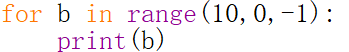 for b in range(10,0,-1):
    print(b)